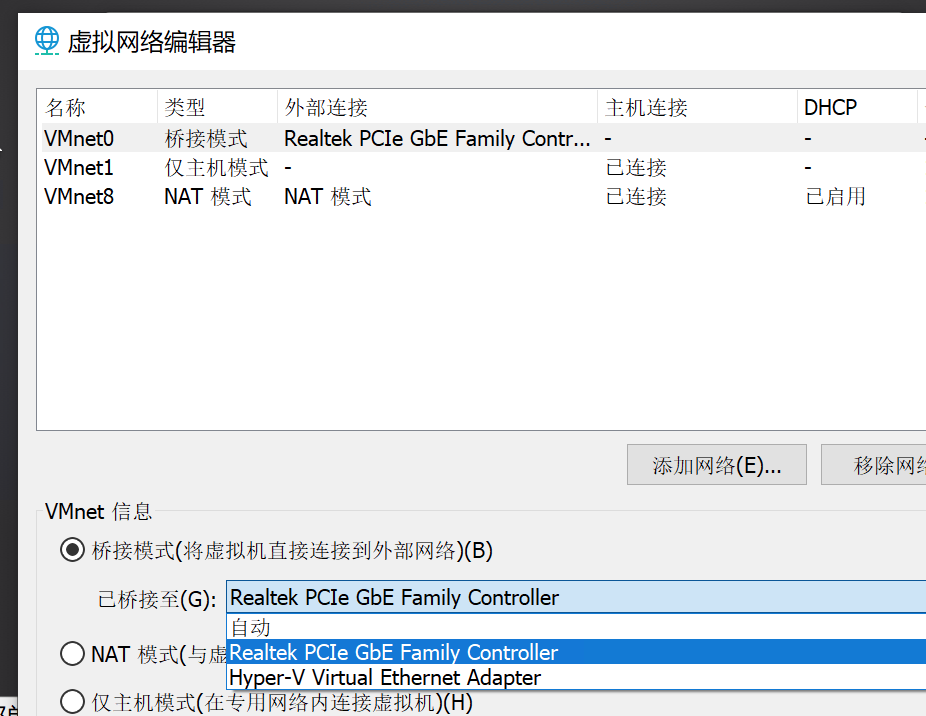 虚拟网络编辑器
名称 类型 外部连接 主机连接 DHCP
VMnet0 桥接模式 Realtek PCIe GbE Family Contr... - -
VMnet1 仅主机模式 - 已连接 -
VMnet8 NAT 模式 NAT 模式 已连接 已启用
添加网络(E)... 移除网络
VMnet 信息
桥接模式(将虚拟机直接连接到外部网络)(B)
已桥接至(G): Realtek PCIe GbE Family Controller
自动
Realtek PCIe GbE Family Controller
NAT 模式(与虚
Hyper-V Virtual Ethernet Adapter
仅主机模式(在专用网络内连接虚拟机)(H)